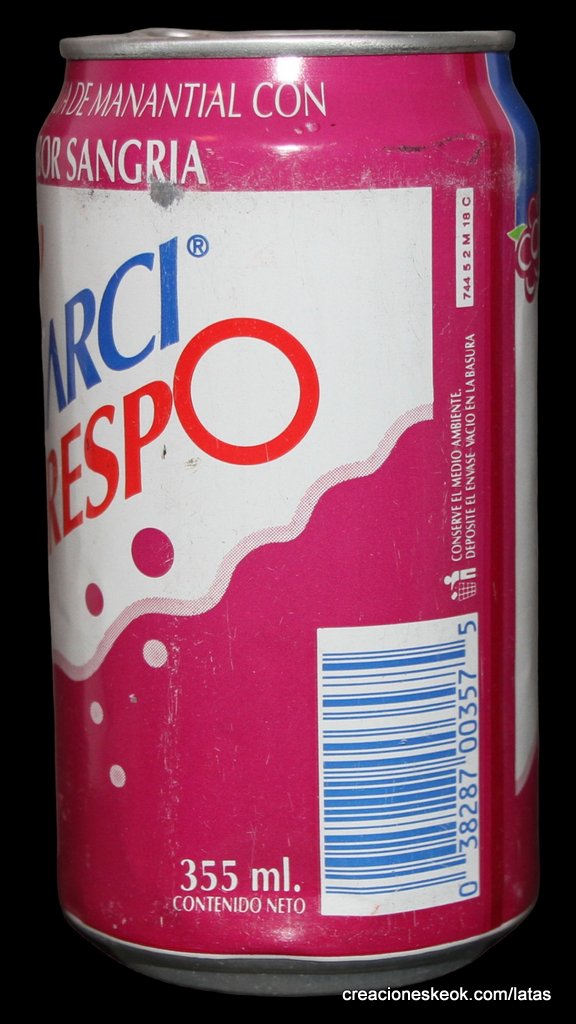 DE MANANTIAL CON
SANGRIA
ARCI®
RESPO
744 5 2 M 18 C
CONSERVE EL MEDIO AMBIENTE.
DEPOSITE EL ENVASE VACIO EN LA BASURA
0 38287 00357 5
355 ml.
CONTENIDO NETO
creacioneskeok.com/latas